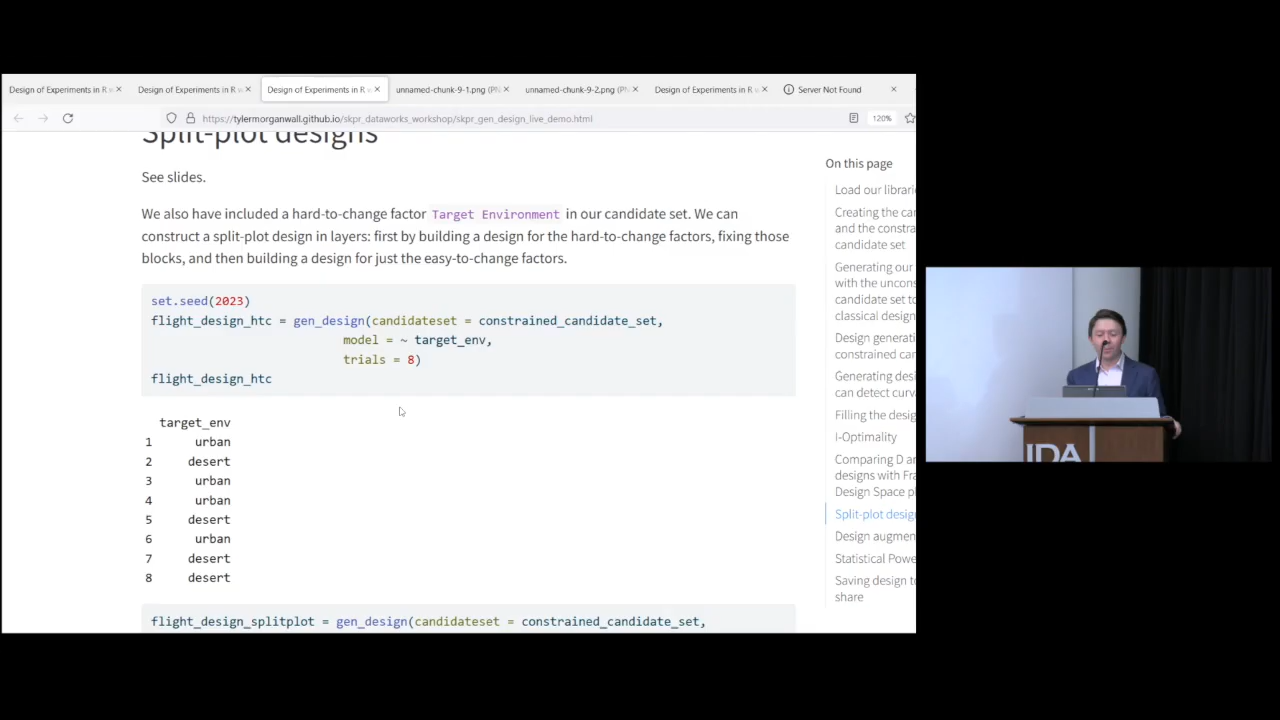 Design of Experiments in R
Design of Experiments in R
Design of Experiments in R
unnamed-chunk-9-1.png
unnamed-chunk-9-2.png
Design of Experiments in R
Server Not Found
https://tylermorganwall.github.io/skpr_dataworks_workshop/skpr_gen_design_live_demo.html
120%
Split-plot designs
See slides.
We also have included a hard-to-change factor Target Environment in our candidate set. We can
construct a split-plot design in layers: first by building a design for the hard-to-change factors, fixing those
blocks, and then building a design for just the easy-to-change factors.
set.seed(2023)
flight_design_htc = gen_design(candidateset = constrained_candidate_set,
model = ~ target_env,
trials = 8)
flight_design_htc
target_env
1 urban
2 desert
3 urban
4 urban
5 desert
6 urban
7 desert
8 desert
flight_design_splitplot = gen_design(candidateset = constrained_candidate_set,
On this page
Load our librari
Creating the car
and the constra
candidate set
Generating our
with the uncons
candidate set to
classical design
Design generati
constrained car
Generating desi
can detect curv
Filling the desig
I-Optimality
Comparing D ar
designs with Fra
Design Space p
Split-plot design
Design augmen
Statistical Powe
Saving design to
share
IDA